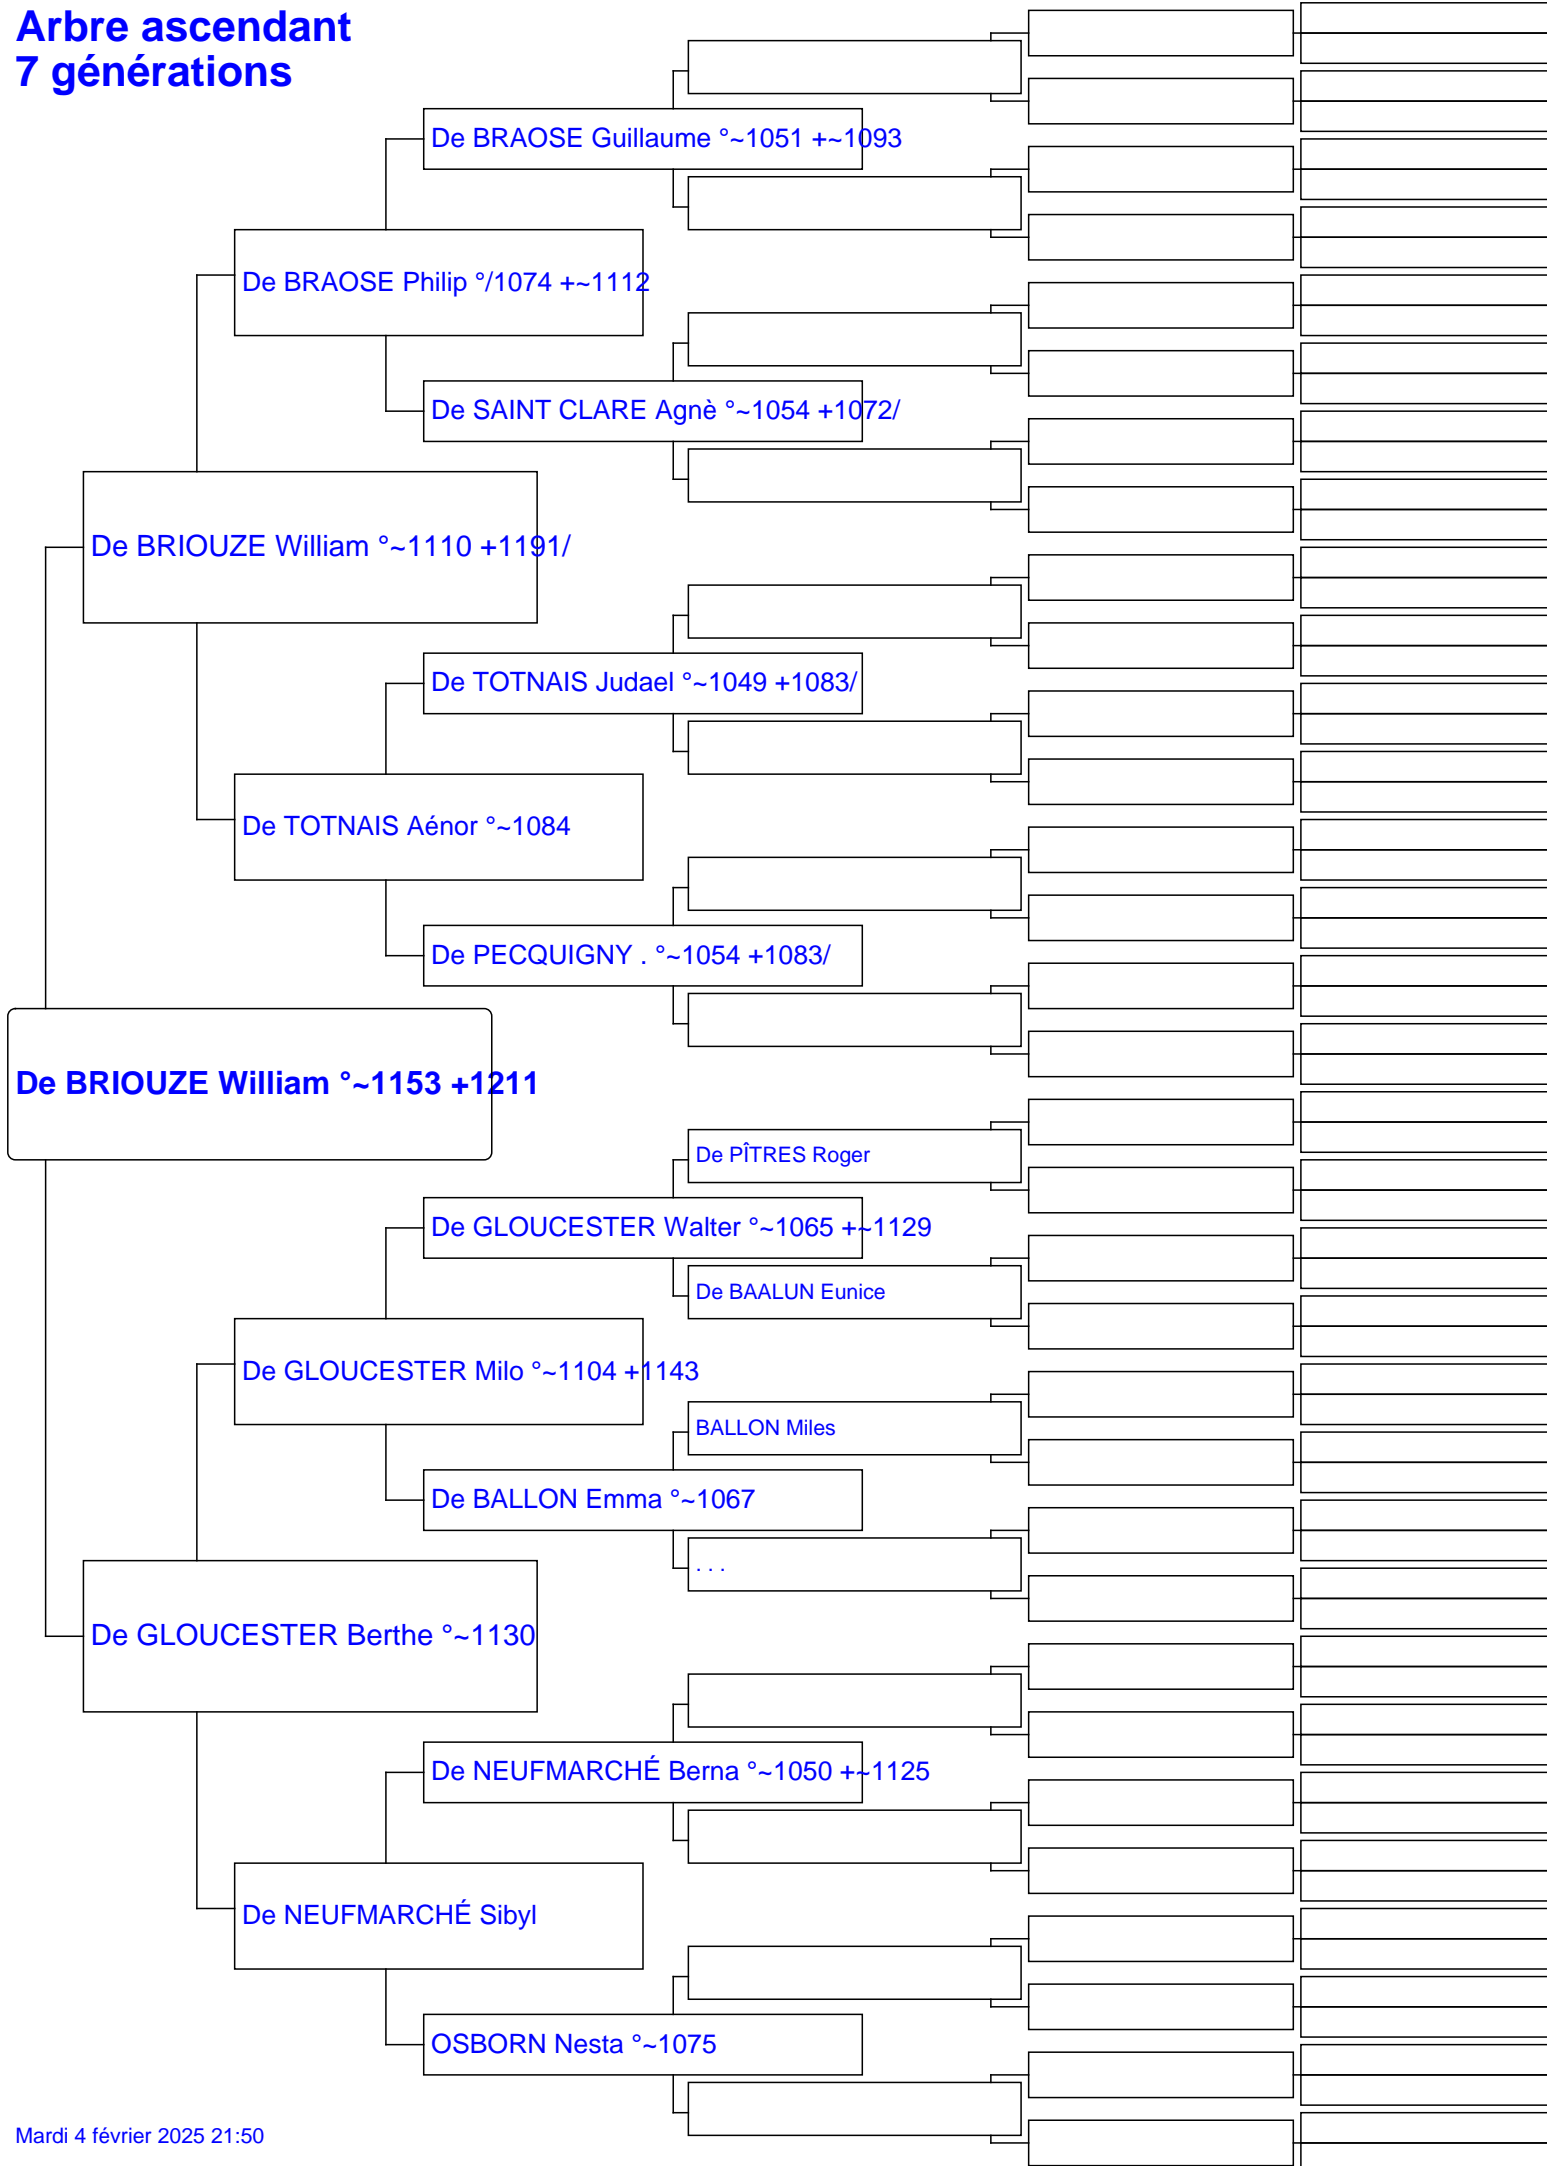 Arbre ascendant
7 générations
De BRAOSE Guillaume °~1051 +~1093
De BRAOSE Philip °/1074 +~1112
De SAINT CLARE Agnè °~1054 +1072/
De BRIOUZE William °~1110 +1191/
De TOTNAIS Judael °~1049 +1083/
De TOTNAIS Aénor °~1084
De PECQUIGNY . °~1054 +1083/
De BRIOUZE William °~1153 +1211
De PÎTRES Roger
De GLOUCESTER Walter °~1065 +~1129
De BAALUN Eunice
De GLOUCESTER Milo °~1104 +1143
BALLON Miles
De BALLON Emma °~1067
. . .
De GLOUCESTER Berthe °~1130
De NEUFMARCHÉ Berna °~1050 +~1125
De NEUFMARCHÉ Sibyl
OSBORN Nesta °~1075
Mardi 4 février 2025 21:50